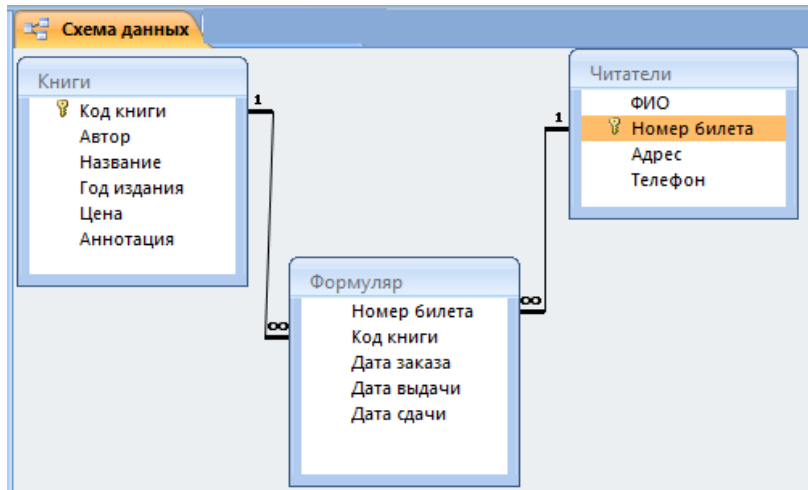 Схема данных
Книги
Код книги
Автор
Название
Год издания
Цена
Аннотация
1
∞
Формуляр
Номер билета
Код книги
Дата заказа
Дата выдачи
Дата сдачи
∞
1
Читатели
ФИО
Номер билета
Адрес
Телефон